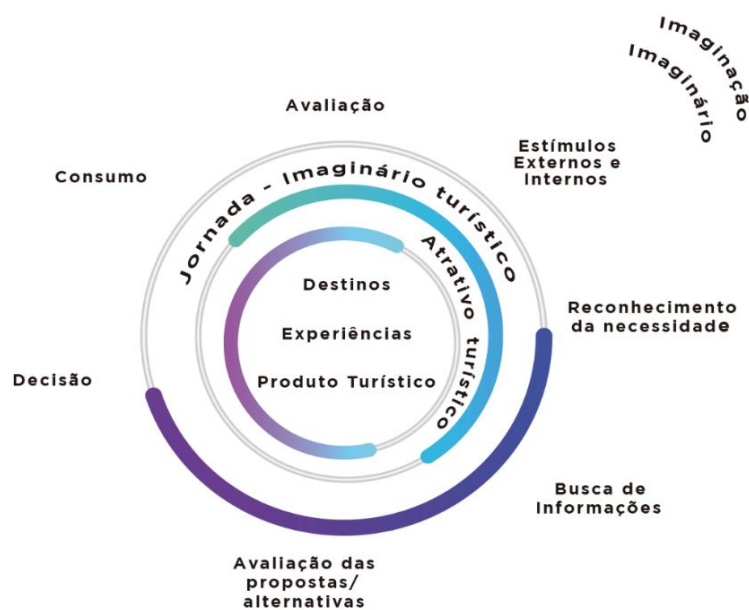 Imaginação
Imaginário
Avaliação
Estímulos
Externos e
Internos
Consumo
Jornada - Imaginário turístico
Atrativo turístico
Destinos
Experiências
Produto Turístico
Reconhecimento
da necessidade
Decisão
Busca de
Informações
Avaliação das
propostas/
alternativas